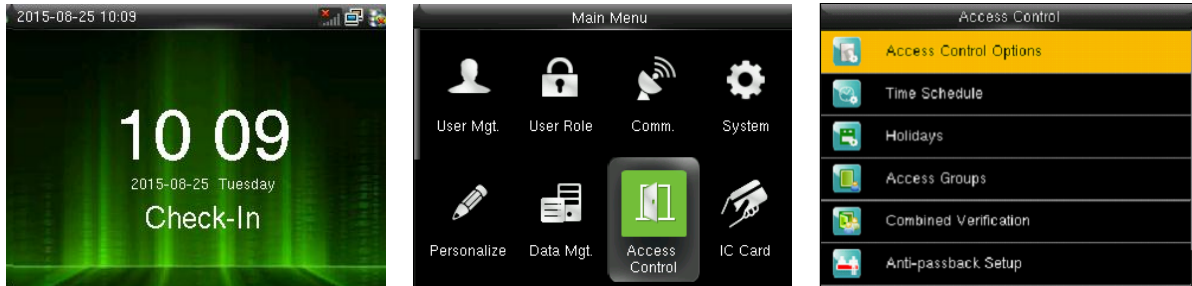 2015-08-25 10:09
10 09
2015-08-25 Tuesday
Check-In
Main Menu
User Mgt.
User Role
Comm.
System
Personalize
Data Mgt.
Access
Control
IC Card
Access Control
Access Control Options
Time Schedule
Holidays
Access Groups
Combined Verification
Anti-passback Setup